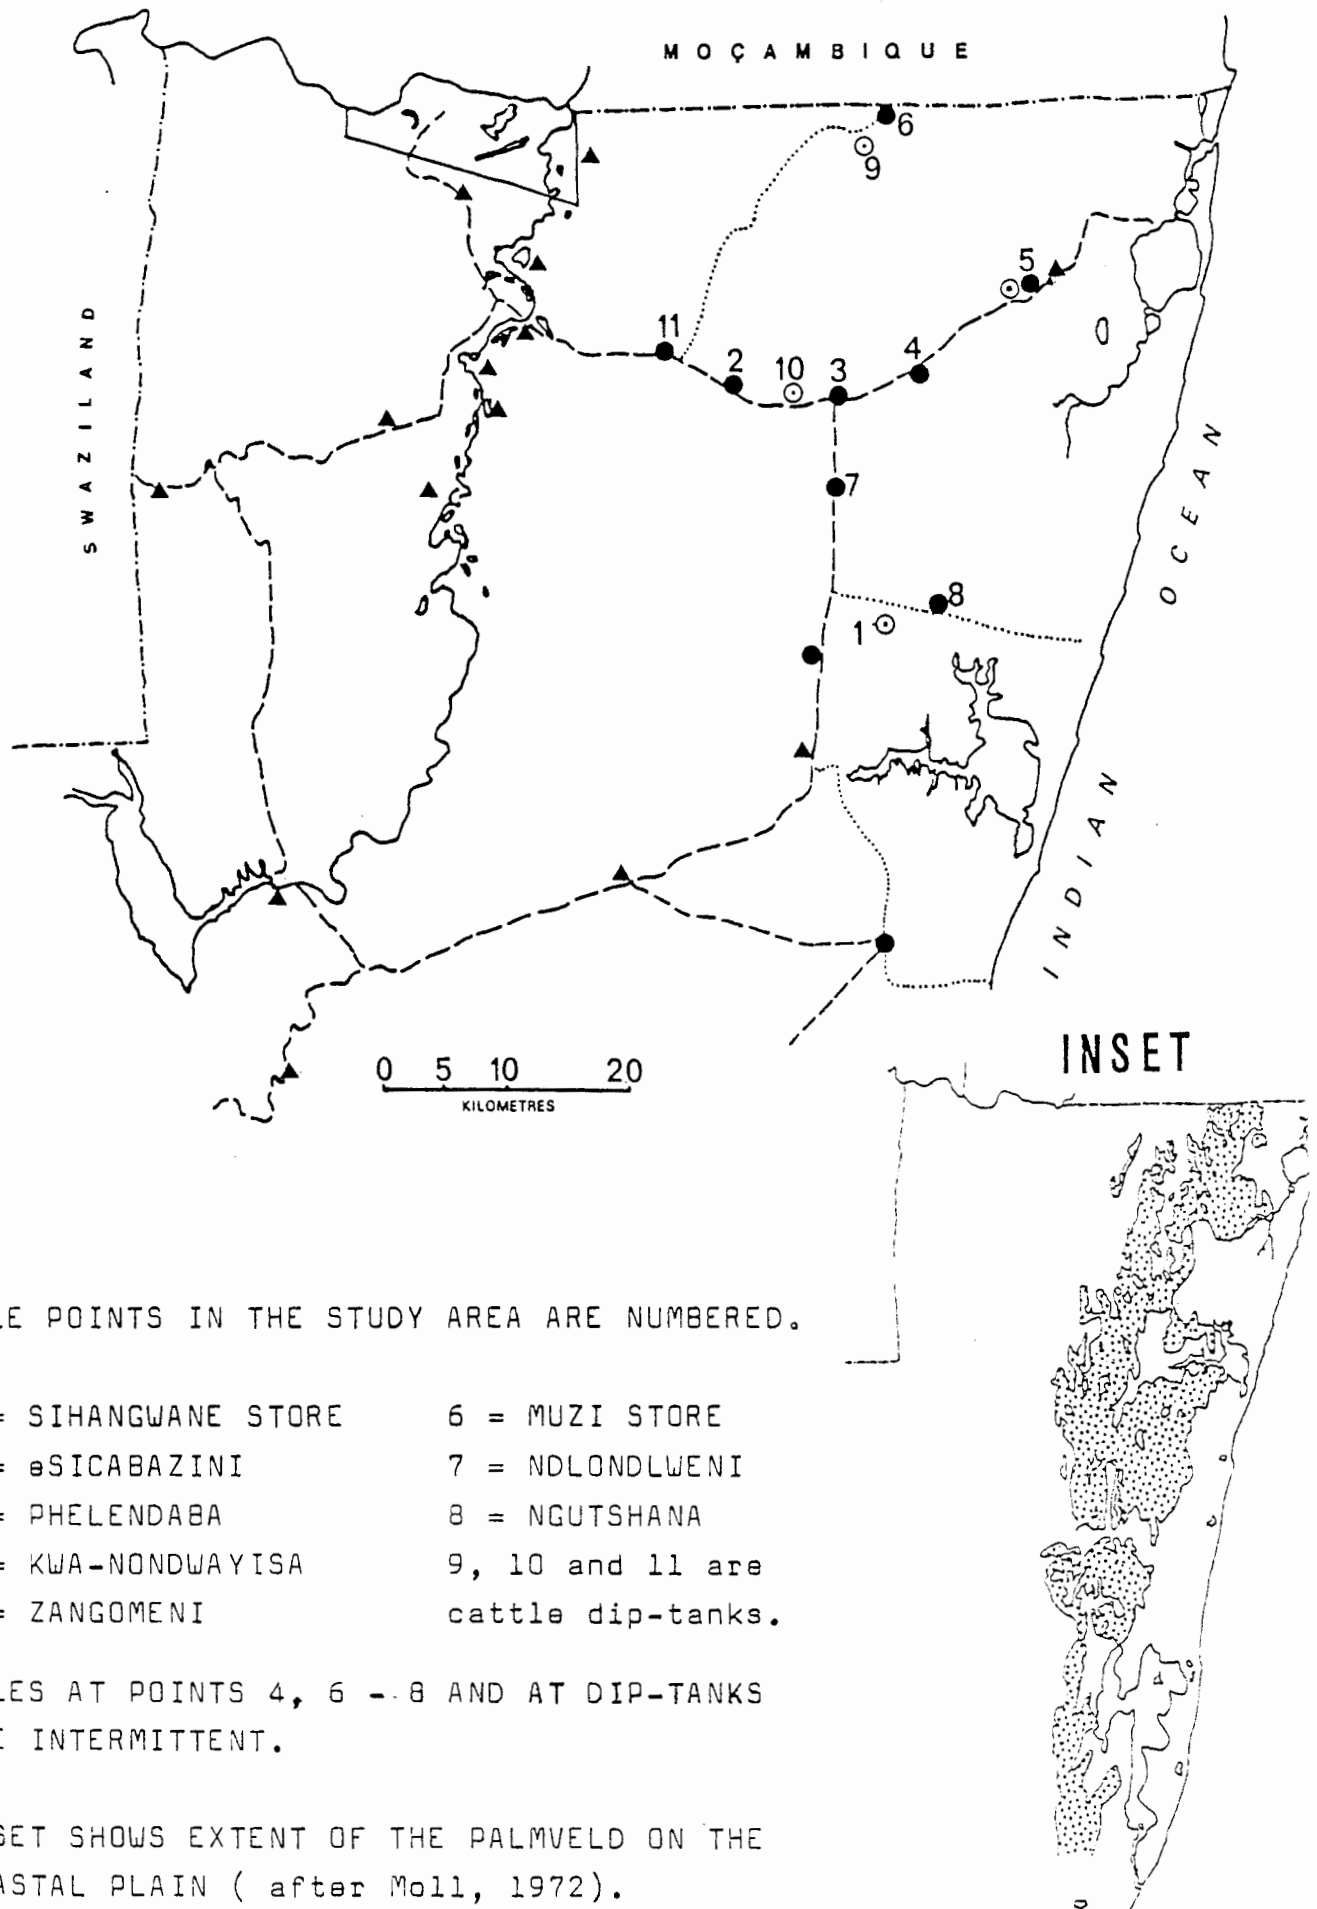 MOÇAMBIQUE
6
9
SWAZILAND
5
11
2
10
3
4
7
OCEAN
8
1
INDIAN
0 5 10 20
KILOMETRES
INSET
E POINTS IN THE STUDY AREA ARE NUMBERED.
= SIHANGWANE STORE
= eSICABAZINI
= PHELENDABA
= KWA-NONDWAYISA
= ZANGOMENI
6 = MUZI STORE
7 = NDLONDLWENI
8 = NGUTSHANA
9, 10 and 11 are
cattle dip-tanks.
LES AT POINTS 4, 6 - 8 AND AT DIP-TANKS
E INTERMITTENT.
SET SHOWS EXTENT OF THE PALMVELD ON THE
ASTAL PLAIN ( after Moll, 1972).